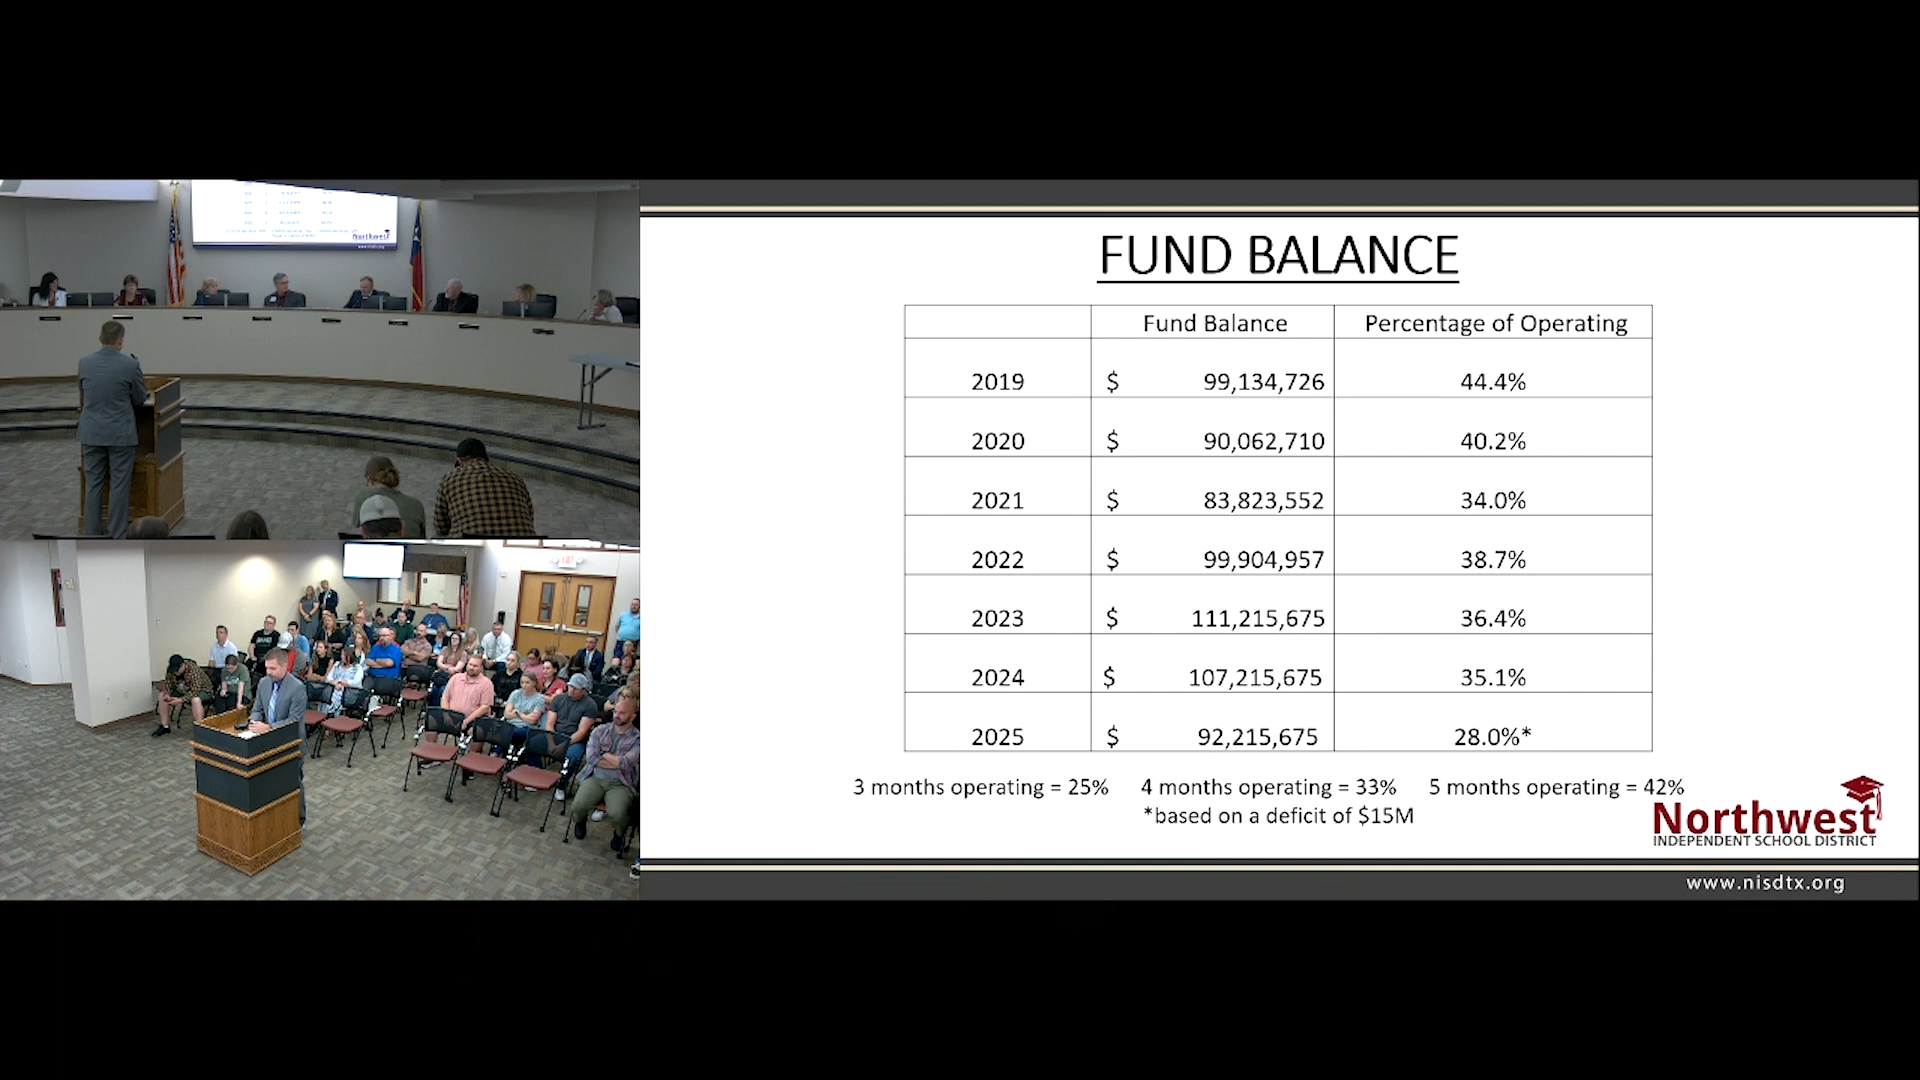 FUND BALANCE
Fund Balance Percentage of Operating
2019 $ 99,134,726 44.4%
2020 $ 90,062,710 40.2%
2021 $ 83,823,552 34.0%
2022 $ 99,904,957 38.7%
2023 $ 111,215,675 36.4%
2024 $ 107,215,675 35.1%
2025 $ 92,215,675 28.0%*
3 months operating = 25% 4 months operating = 33% 5 months operating = 42%
*based on a deficit of $15M
Northwest
INDEPENDENT SCHOOL DISTRICT
www.nisdtx.org
Northwest
EXIT